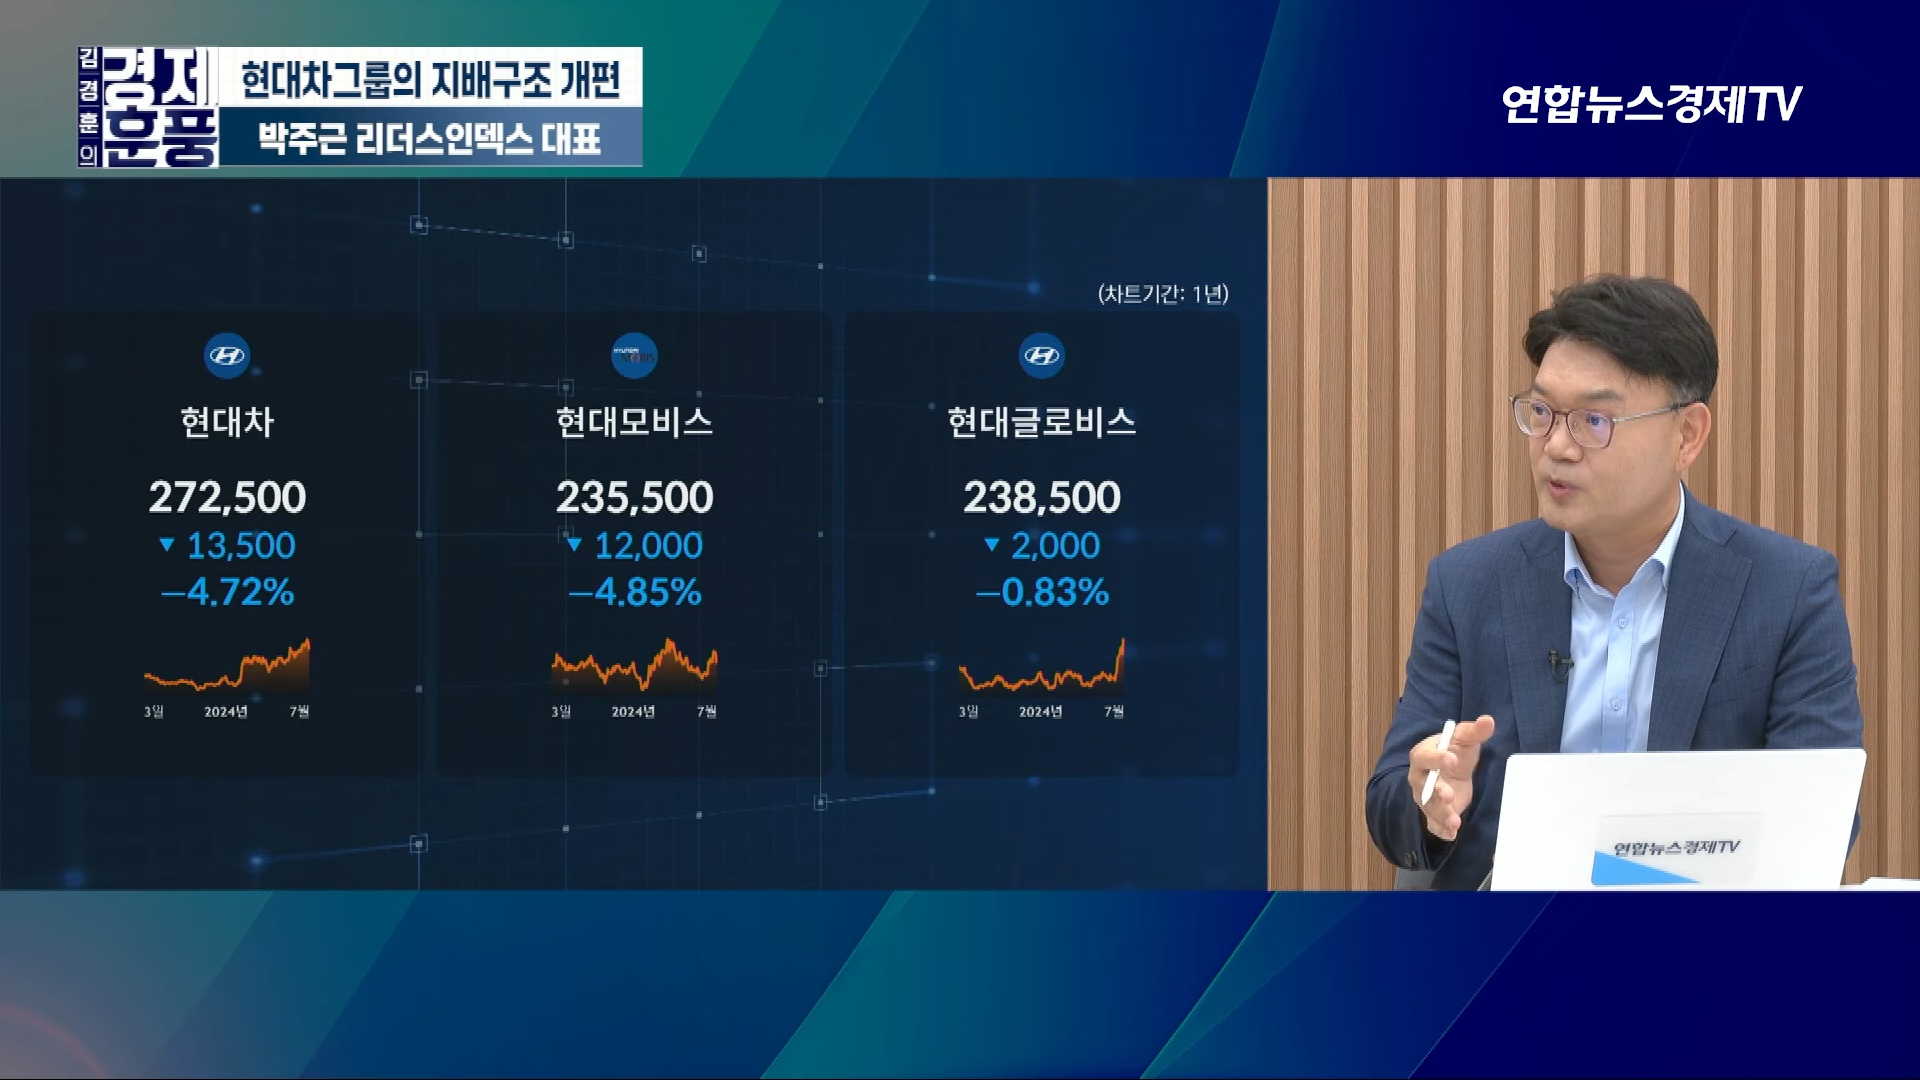 김경훈의
경제
훈풍
현대차그룹의 지배구조 개편
박주근 리더스인덱스 대표
연합뉴스경제TV
(차트기간: 1년)
현대차
272,500
▼ 13,500
–4.72%
3일 2024년 7월
HYUNDAI
MOBIS
현대모비스
235,500
▼ 12,000
–4.85%
3일 2024년 7월
현대글로비스
238,500
▼ 2,000
–0.83%
3일 2024년 7월
연합뉴스경제TV